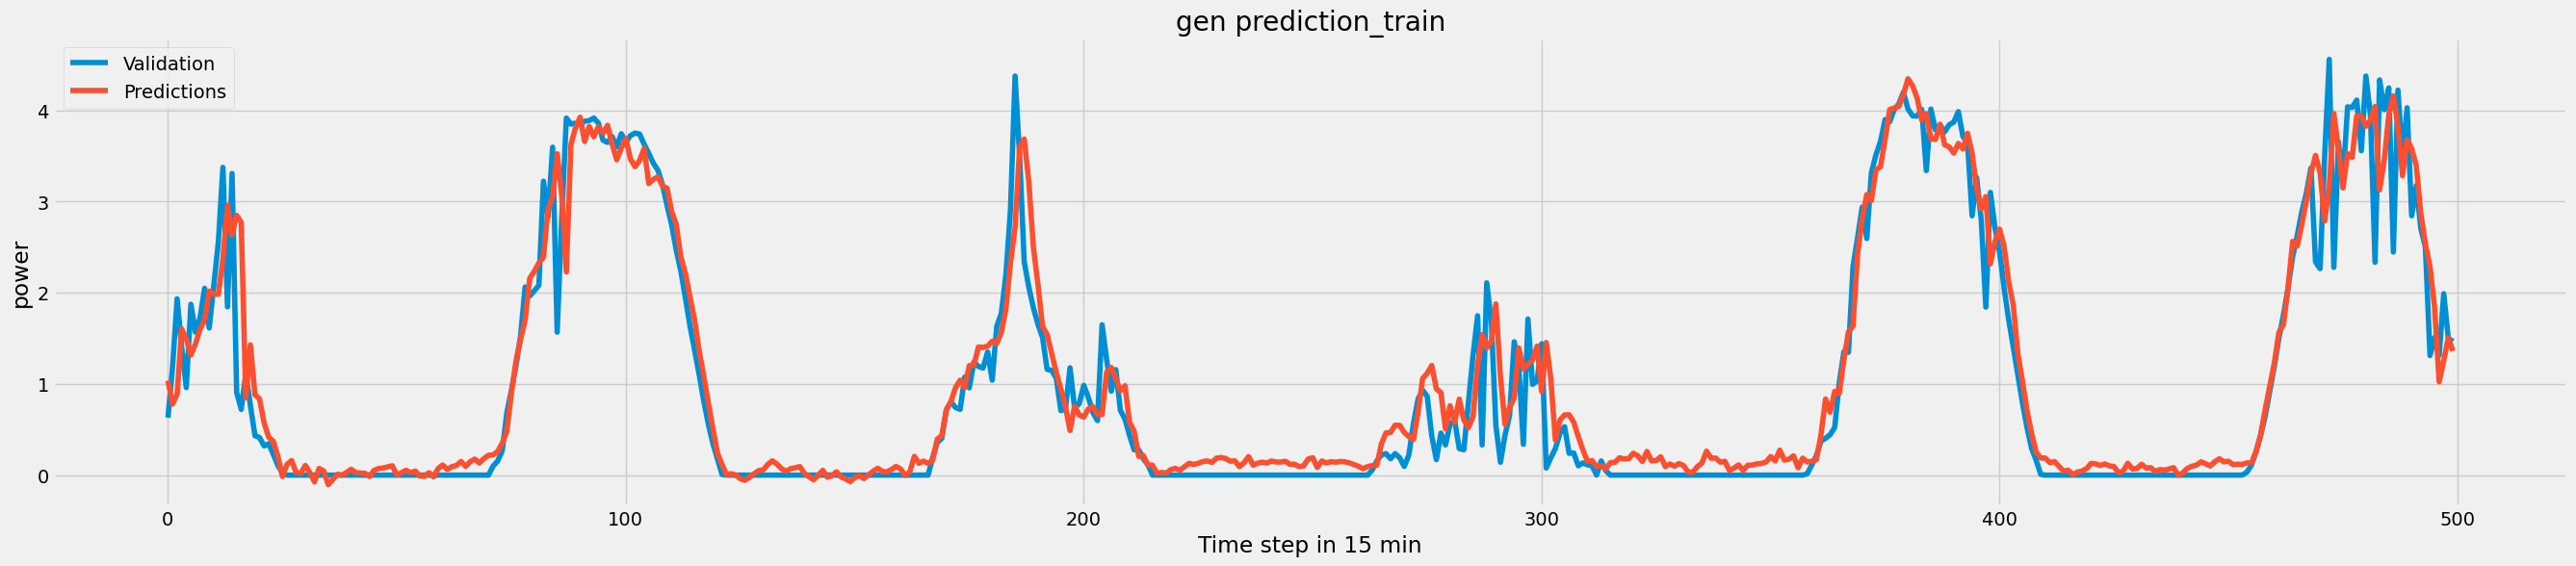 gen prediction_train
Validation
Predictions
power
4
3
2
1
0
0 100 200 300 400 500
Time step in 15 min